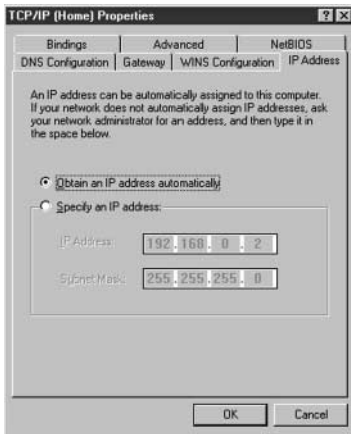 TCP/IP (Home) Properties
Bindings Advanced NetBIOS
DNS Configuration Gateway WINS Configuration IP Address
An IP address can be automatically assigned to this computer.
If your network does not automatically assign IP addresses, ask
your network administrator for an address, and then type it in
the space below.
Obtain an IP address automatically
Specify an IP address:
IP Address: 192.168.0.2
Subnet Mask: 255.255.255.0
OK Cancel